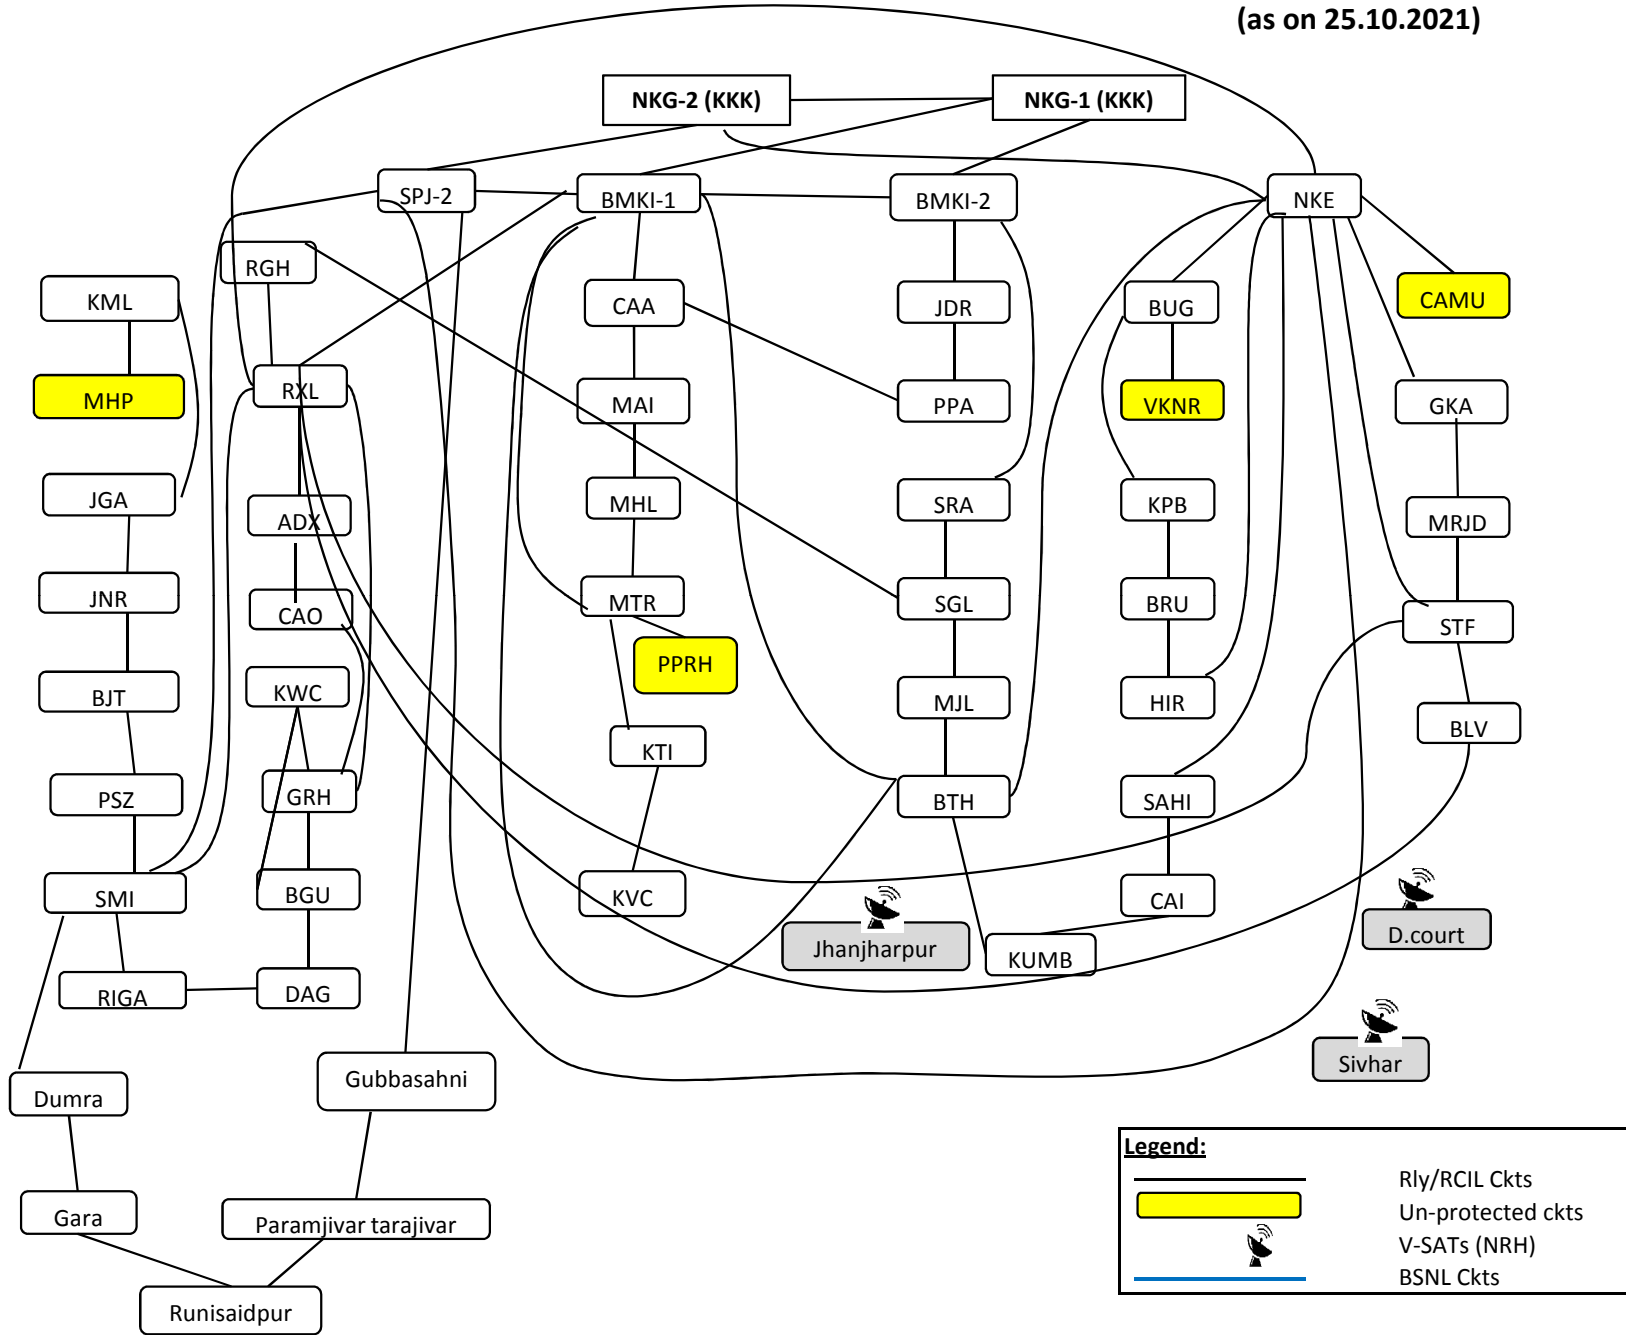 (as on 25.10.2021)
NKG-2 (KKK)
NKG-1 (KKK)
SPJ-2
BMKI-1
BMKI-2
NKE
RGH
KML
CAA
JDR
BUG
CAMU
MHP
RXL
MAI
PPA
VKNR
GKA
JGA
ADX
MHL
SRA
KPB
MRJD
JNR
CAO
MTR
SGL
BRU
STF
PPRH
BJT
KWC
MJL
HIR
BLV
KTI
PSZ
GRH
BTH
SAHI
SMI
BGU
KVC
CAI
Jhanjharpur
KUMB
D.court
RIGA
DAG
Sivhar
Gubbasahni
Dumra
Gara
Paramjivar tarajivar
Runisaidpur
Legend:
Rly/RCIL Ckts
Un-protected ckts
V-SATs (NRH)
BSNL Ckts